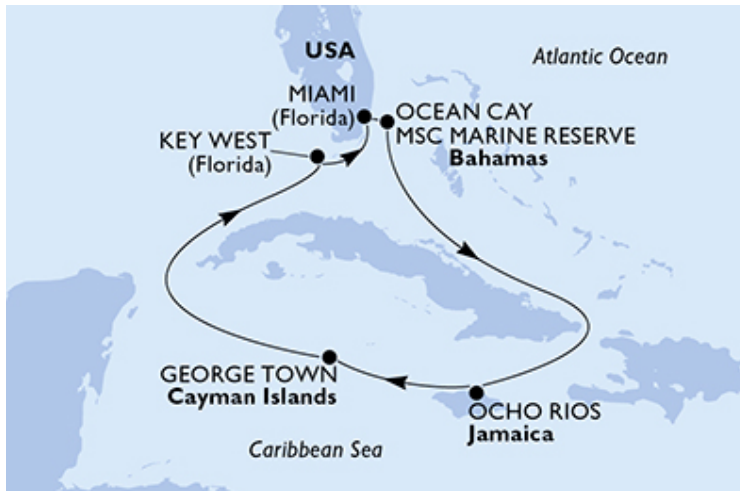 USA
Atlantic Ocean
MIAMI
(Florida)
OCEAN CAY
MSC MARINE RESERVE
Bahamas
KEY WEST
(Florida)
GEORGE TOWN
Cayman Islands
OCHO RIOS
Jamaica
Caribbean Sea